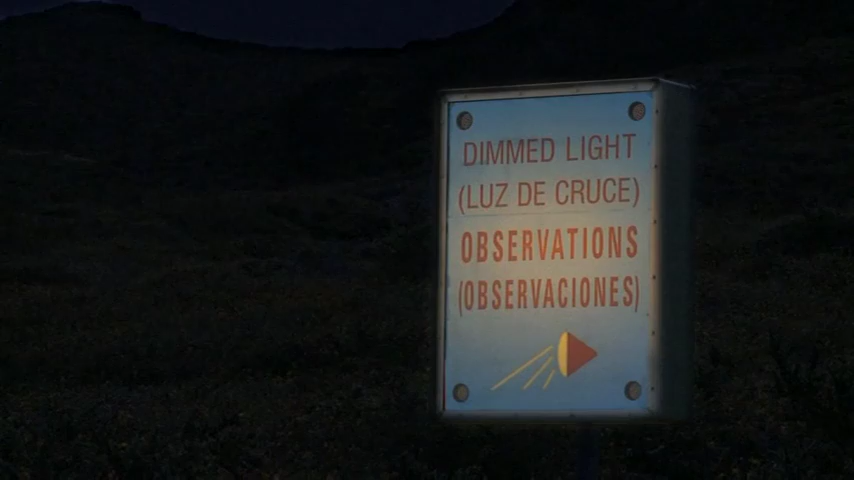 DIMMED LIGHT
(LUZ DE CRUCE)
OBSERVATIONS
(OBSERVACIONES)